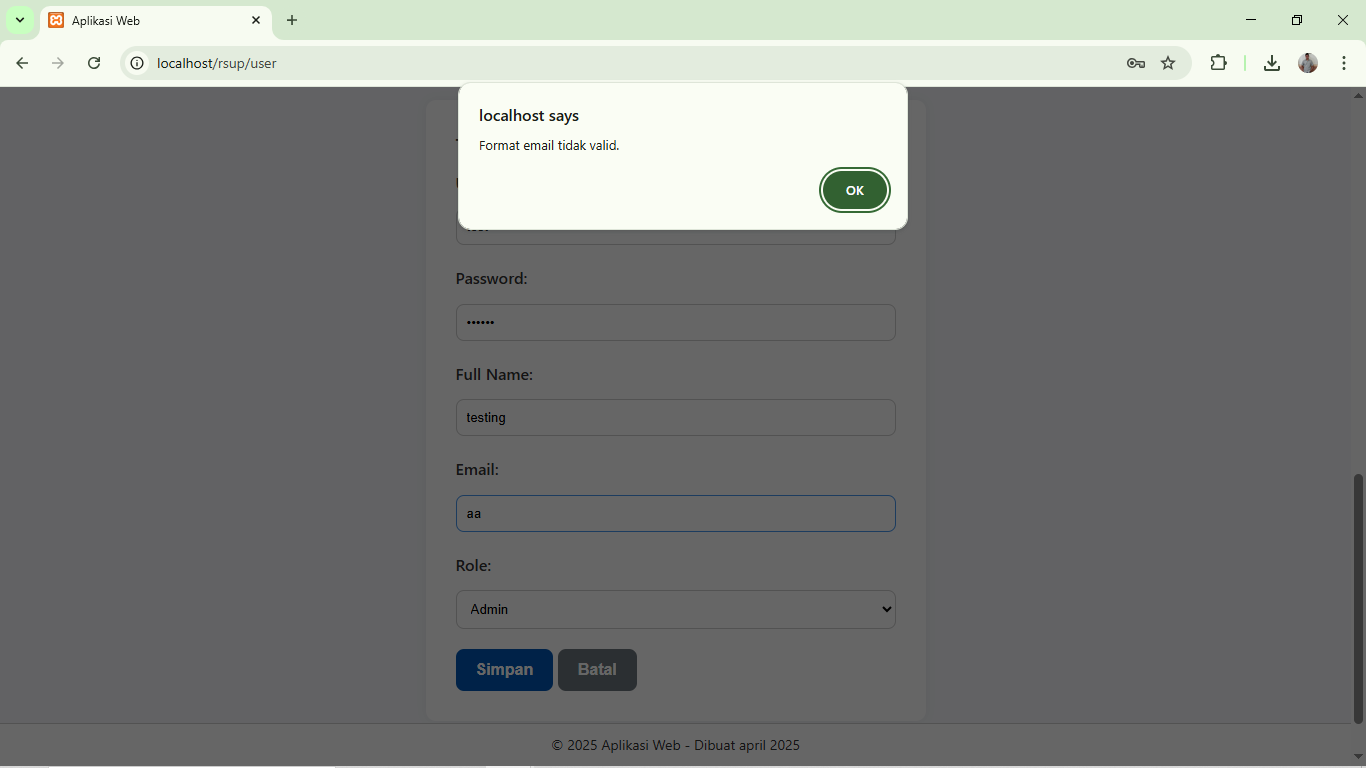 Aplikasi Web
localhost/rsup/user
localhost says
Format email tidak valid.
OK
Password:
••••••
Full Name:
testing
Email:
aa
Role:
Admin
Simpan Batal
© 2025 Aplikasi Web - Dibuat april 2025